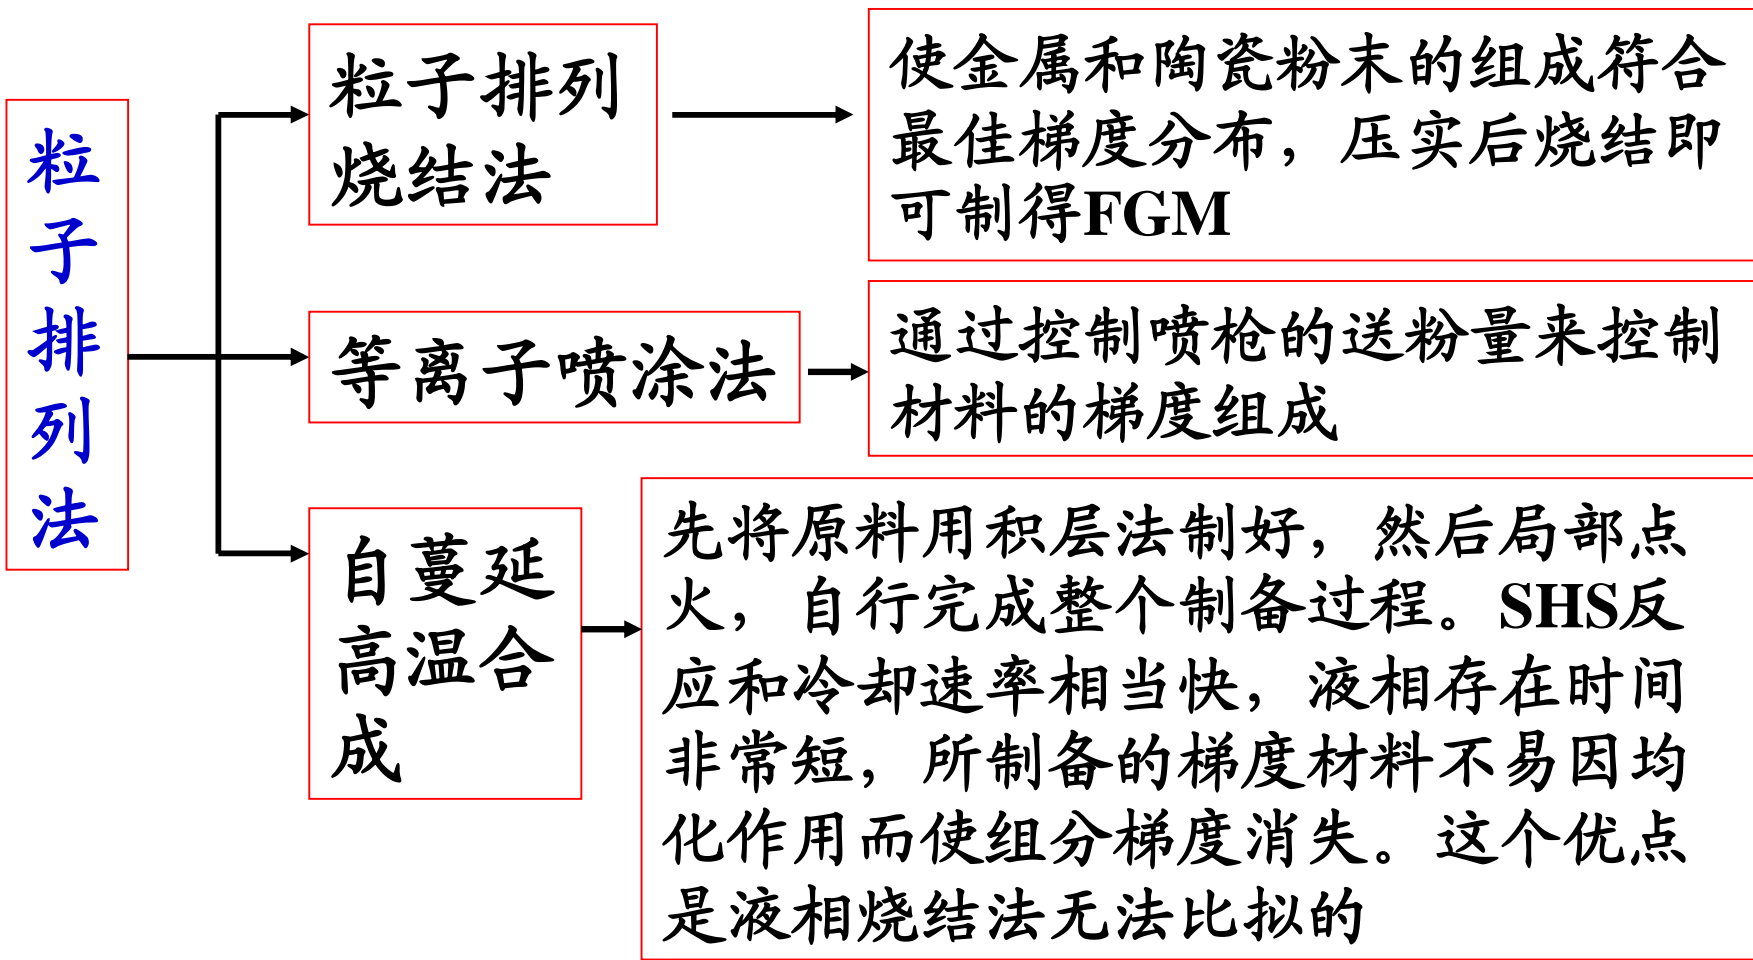 粒子排列法
粒子排列
烧结法
使金属和陶瓷粉末的组成符合
最佳梯度分布，压实后烧结即
可制得FGM
等离子喷涂法
通过控制喷枪的送粉量来控制
材料的梯度组成
自蔓延
高温合
成
先将原料用积层法制好，然后局部点
火，自行完成整个制备过程。SHS反
应和冷却速率相当快，液相存在时间
非常短，所制备的梯度材料不易因均
化作用而使组分梯度消失。这个优点
是液相烧结法无法比拟的